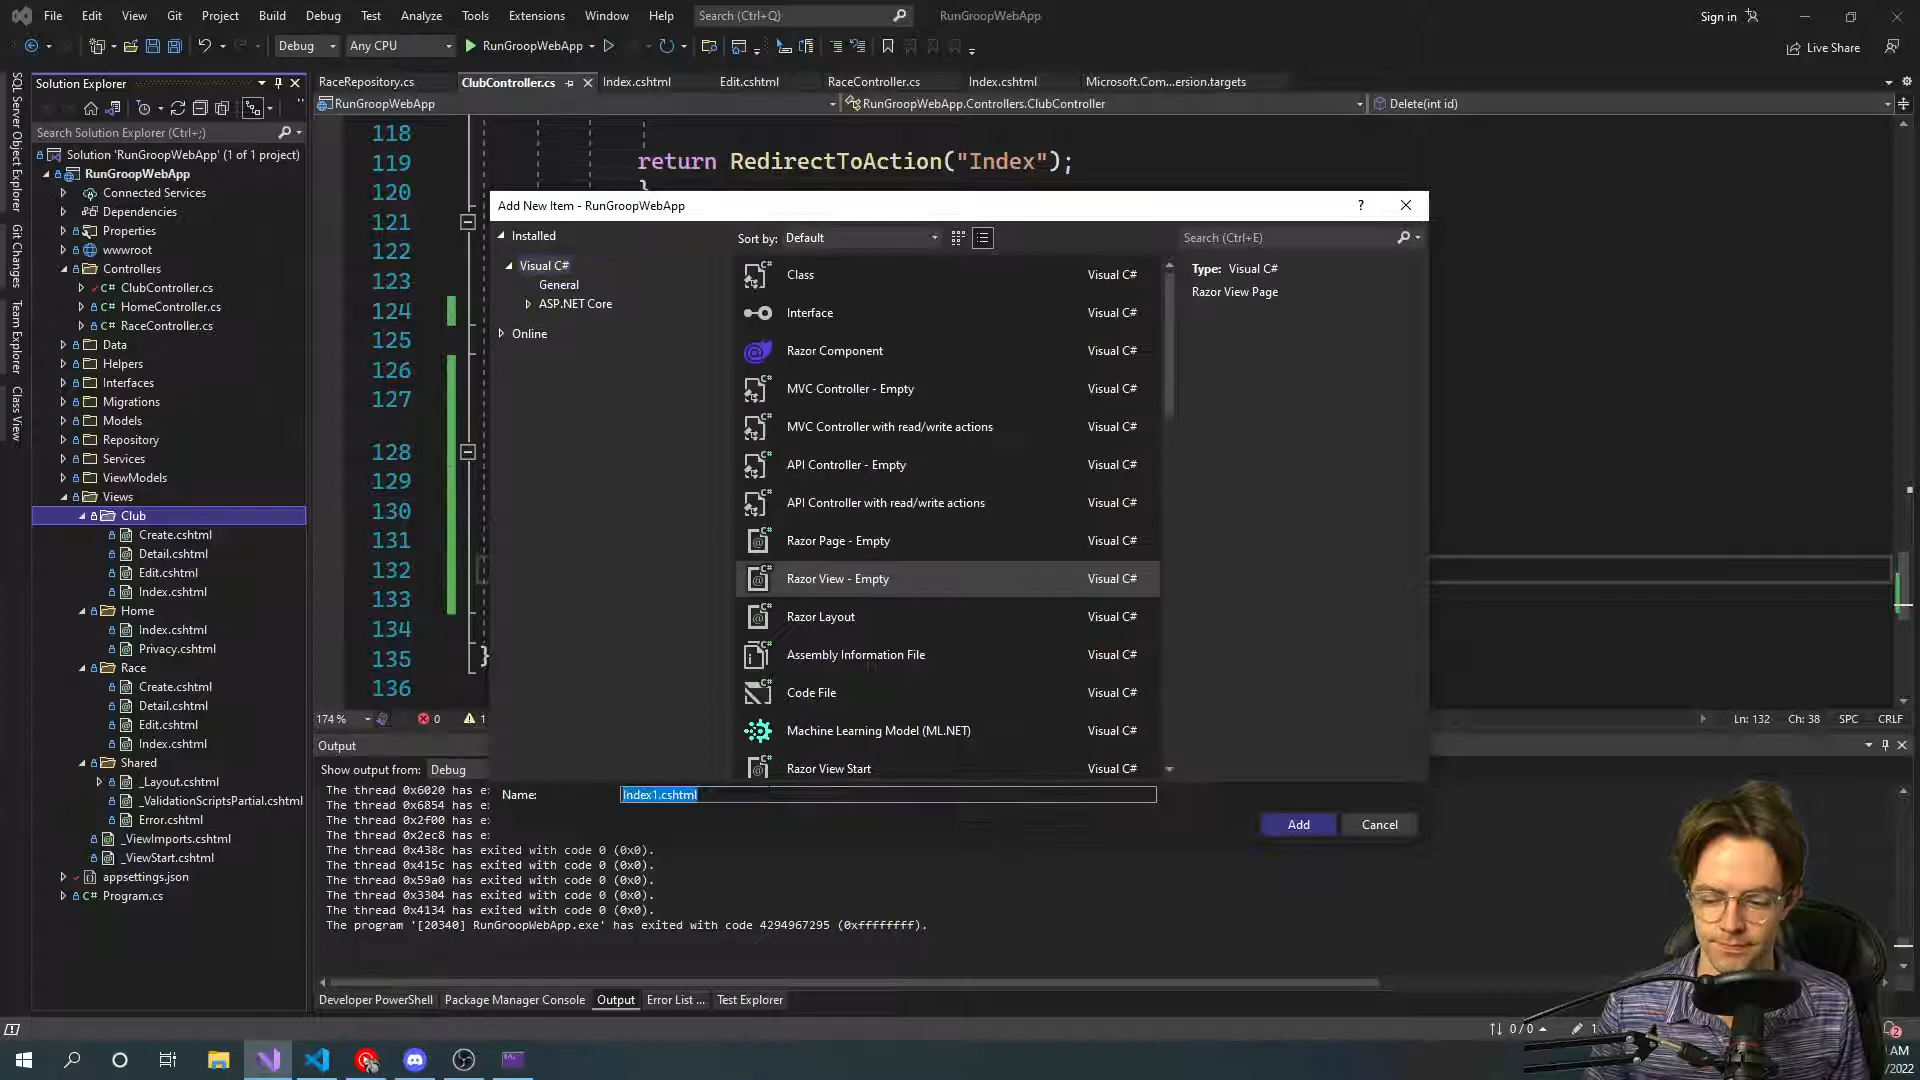 File Edit View Git Project Build Debug Test Analyze Tools Extensions Window Help Search (Ctrl+Q) RunGroopWebApp Sign in
Debug Any CPU RunGroopWebApp Live Share
SQL Server Object Explorer
Git Changes
Team Explorer
Class View
Solution Explorer
Search Solution Explorer (Ctrl+;)
Solution 'RunGroopWebApp' (1 of 1 project)
RunGroopWebApp
Connected Services
Dependencies
Properties
wwwroot
Controllers
C# ClubController.cs
C# HomeController.cs
C# RaceController.cs
Data
Helpers
Interfaces
Migrations
Models
Repository
Services
ViewModels
Views
Club
Create.cshtml
Detail.cshtml
Edit.cshtml
Index.cshtml
Home
Index.cshtml
Privacy.cshtml
Race
Create.cshtml
Detail.cshtml
Edit.cshtml
Index.cshtml
Shared
_Layout.cshtml
_ValidationScriptsPartial.cshtml
Error.cshtml
_ViewImports.cshtml
_ViewStart.cshtml
appsettings.json
C# Program.cs
RaceRepository.cs ClubController.cs Index.cshtml Edit.cshtml RaceController.cs Index.cshtml Microsoft.Com...ersion.targets
RunGroopWebApp RunGroopWebApp.Controllers.ClubController Delete(int id)
118
119 return RedirectToAction("Index");
120 }
121
122
123
124
125
126
127
128
129
130
131
132
133
134
135 }
136
Add New Item - RunGroopWebApp ?
Installed
Visual C#
General
ASP.NET Core
Online
Sort by: Default
Search (Ctrl+E)
Class Visual C#
Interface Visual C#
Razor Component Visual C#
MVC Controller - Empty Visual C#
MVC Controller with read/write actions Visual C#
API Controller - Empty Visual C#
API Controller with read/write actions Visual C#
Razor Page - Empty Visual C#
Razor View - Empty Visual C#
Razor Layout Visual C#
Assembly Information File Visual C#
Code File Visual C#
Machine Learning Model (ML.NET) Visual C#
Razor View Start Visual C#
Type: Visual C#
Razor View Page
Name: Index1.cshtml
Add Cancel
174 % 0 1 Ln: 132 Ch: 38 SPC CRLF
Output
Show output from: Debug
The thread 0x6020 has e
The thread 0x6854 has e
The thread 0x2f00 has e
The thread 0x2ec8 has e
The thread 0x438c has exited with code 0 (0x0).
The thread 0x415c has exited with code 0 (0x0).
The thread 0x59a0 has exited with code 0 (0x0).
The thread 0x3304 has exited with code 0 (0x0).
The thread 0x4134 has exited with code 0 (0x0).
The program '[20340] RunGroopWebApp.exe' has exited with code 4294967295 (0xffffffff).
Developer PowerShell Package Manager Console Output Error List ... Test Explorer
0 / 0 1 2
AM
/2022